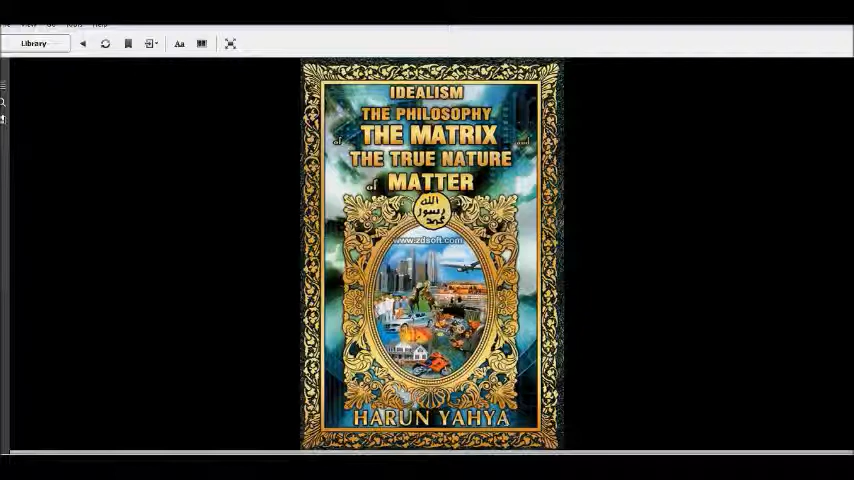 Library
Aa
IDEALISM
THE PHILOSOPHY
of THE MATRIX and
THE TRUE NATURE
of MATTER
الله
رسول
محمد
www.zdsoft.com
HARUN YAHYA